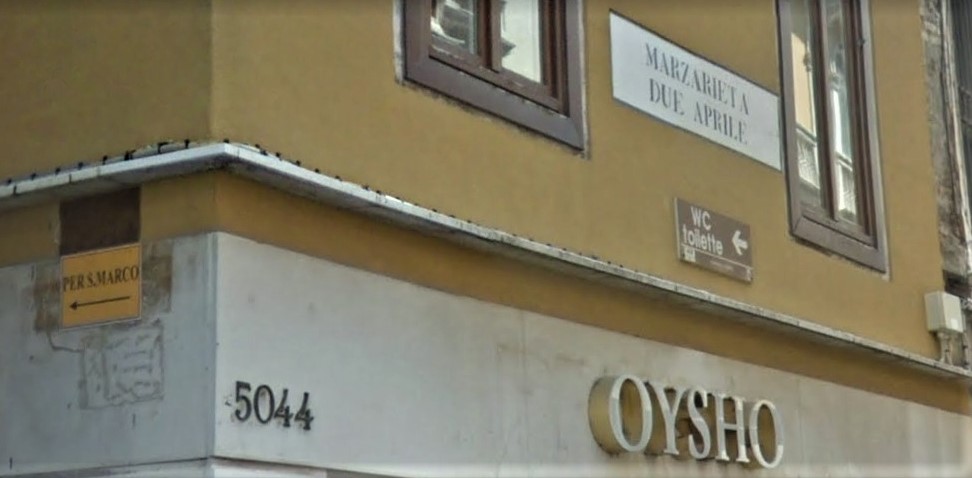 MARZARIETA
DUE APRILE
WC
toilette
PER S.MARCO
5044
OYSHO